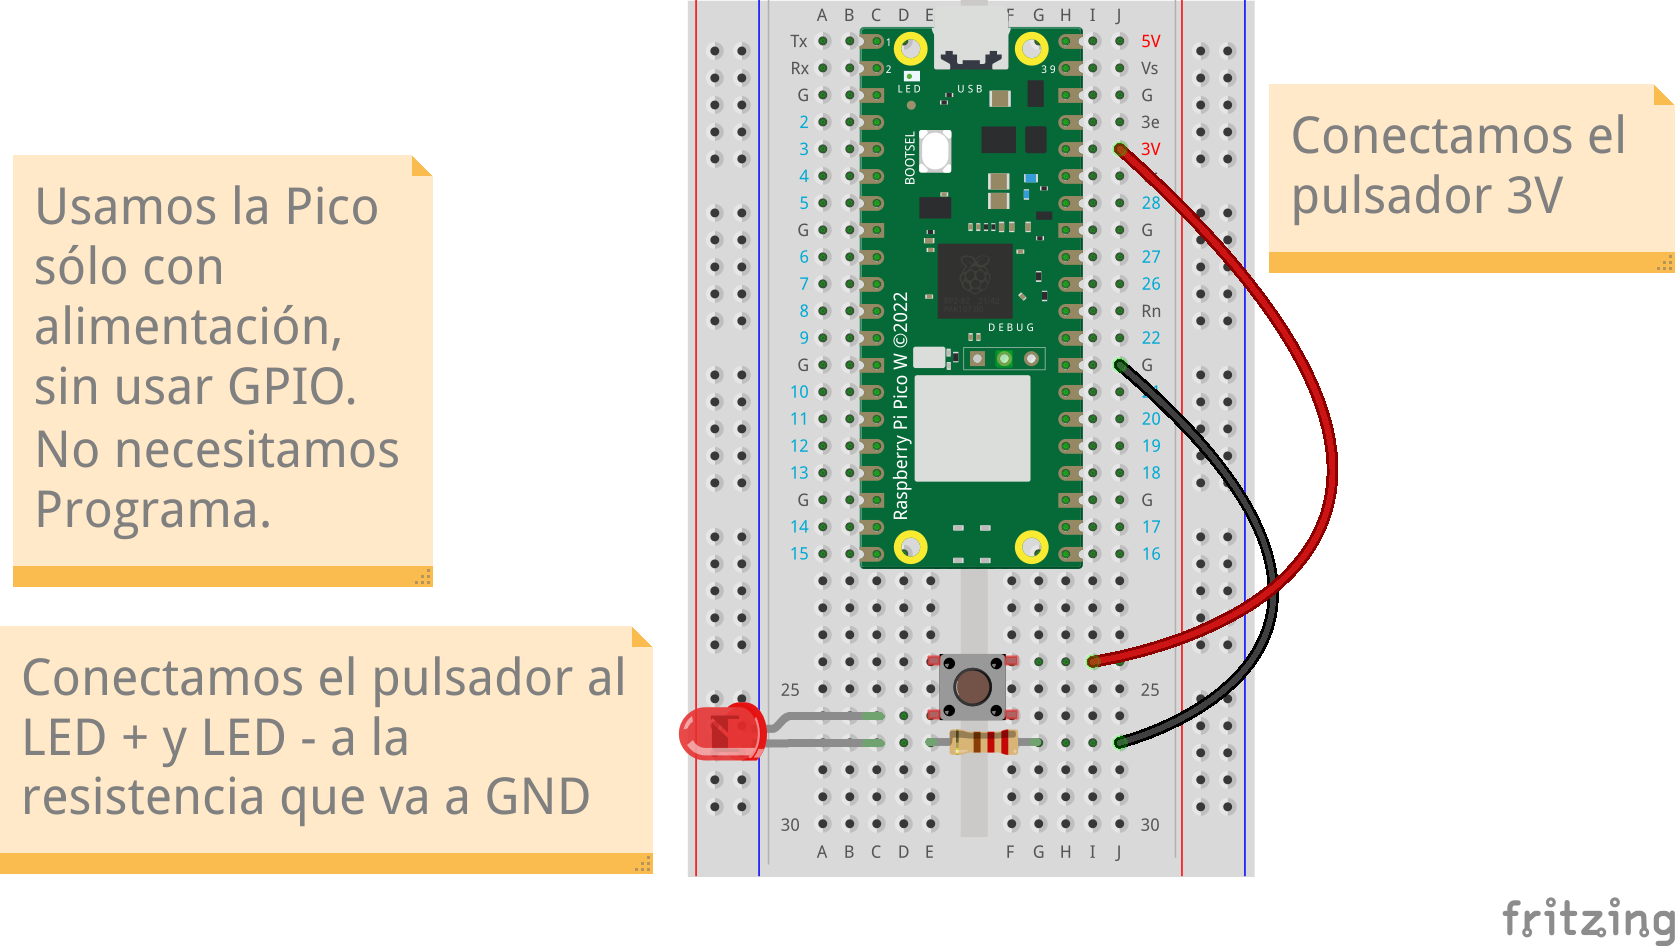 Usamos la Pico
sólo con
alimentación,
sin usar GPIO.
No necesitamos
Programa.
Conectamos el pulsador al
LED + y LED - a la
resistencia que va a GND
Conectamos el
pulsador 3V
A B C D E F G H I J
Tx 1 5V
Rx 2 39 Vs
LED USB
G G
2 3e
3 3V
BOOTSEL
4
5 28
G G
6 27
7 26
8 Rn
DEBUG
9 22
G G
10
11 20
12 19
13 18
G G
14 17
15 16
Raspberry Pi Pico W ©2022
25 25
30 30
A B C D E F G H I J
fritzing